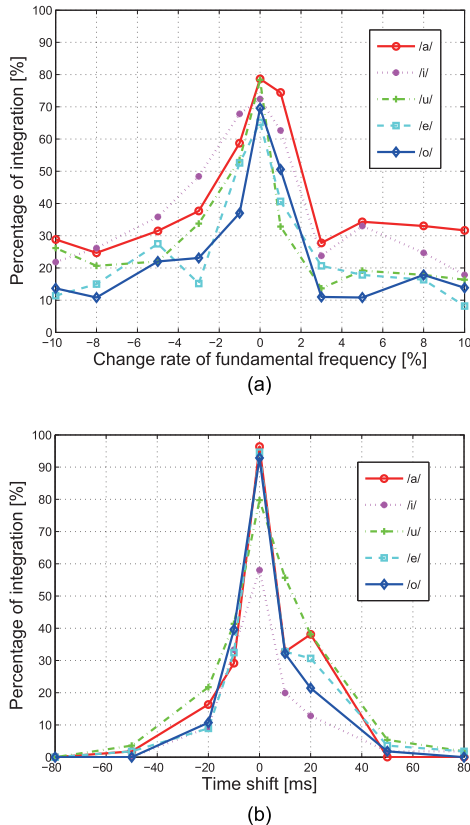 100
90
80
70
60
50
40
30
20
10
0
Percentage of integration [%]
/a/
/i/
/u/
/e/
/o/
−10 −8 −6 −4 −2 0 2 4 6 8 10
Change rate of fundamental frequency [%]
(a)
100
90
80
70
60
50
40
30
20
10
0
Percentage of integration [%]
/a/
/i/
/u/
/e/
/o/
−80 −60 −40 −20 0 20 40 60 80
Time shift [ms]
(b)